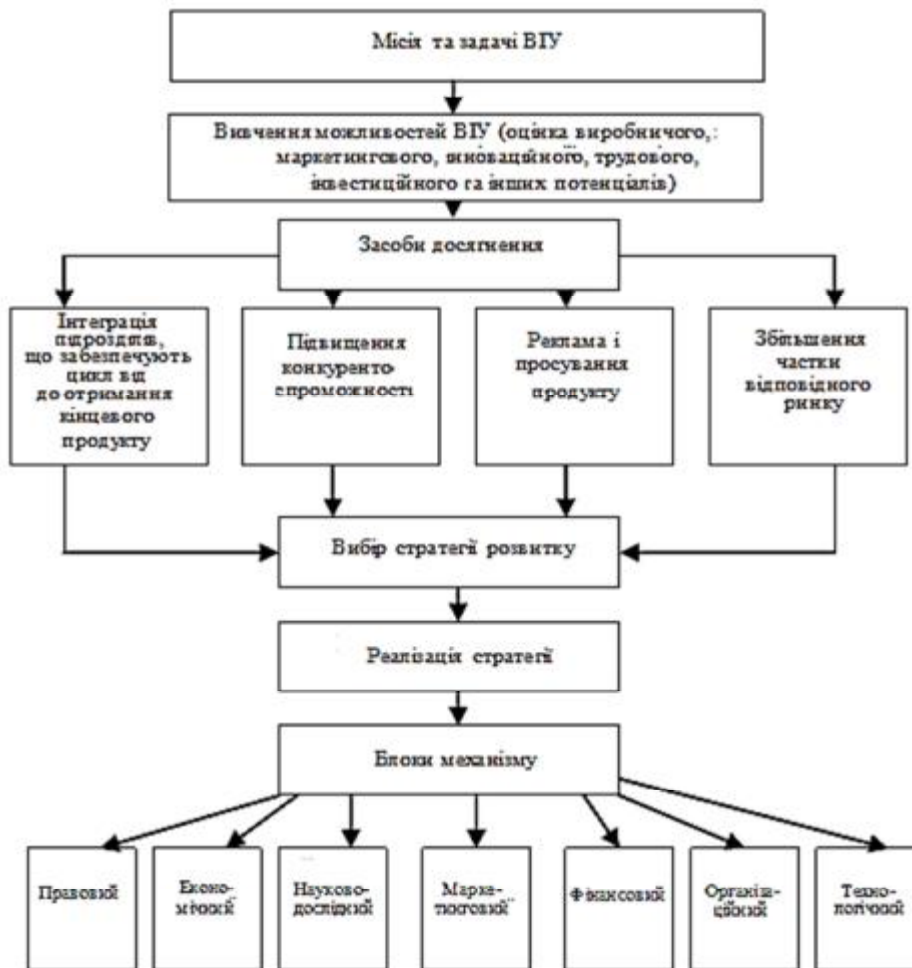 Місія та задачі ВІУ
Вивчення можливостей ВІУ (оцінка виробничого, :
маркетингового, інноваційного, трудового,
інвестиційного та інших потенціалів)
Засоби досягнення
Інтеграція
підрозділів,
що забезпечують
цикл від
до отримання
кінцевого
продукту
Підвищення
конкуренто-
спроможності
Реклама і
просування
продукту
Збільшення
частки
відповідного
ринку
Вибір стратегії розвитку
Реалізація стратегії
Блоки механізму
Правовий
Еконо-
мічний
Науково-
дослідний
Марке-
тинговий
Фінансовий
Організа-
ційний
Техно-
логічний